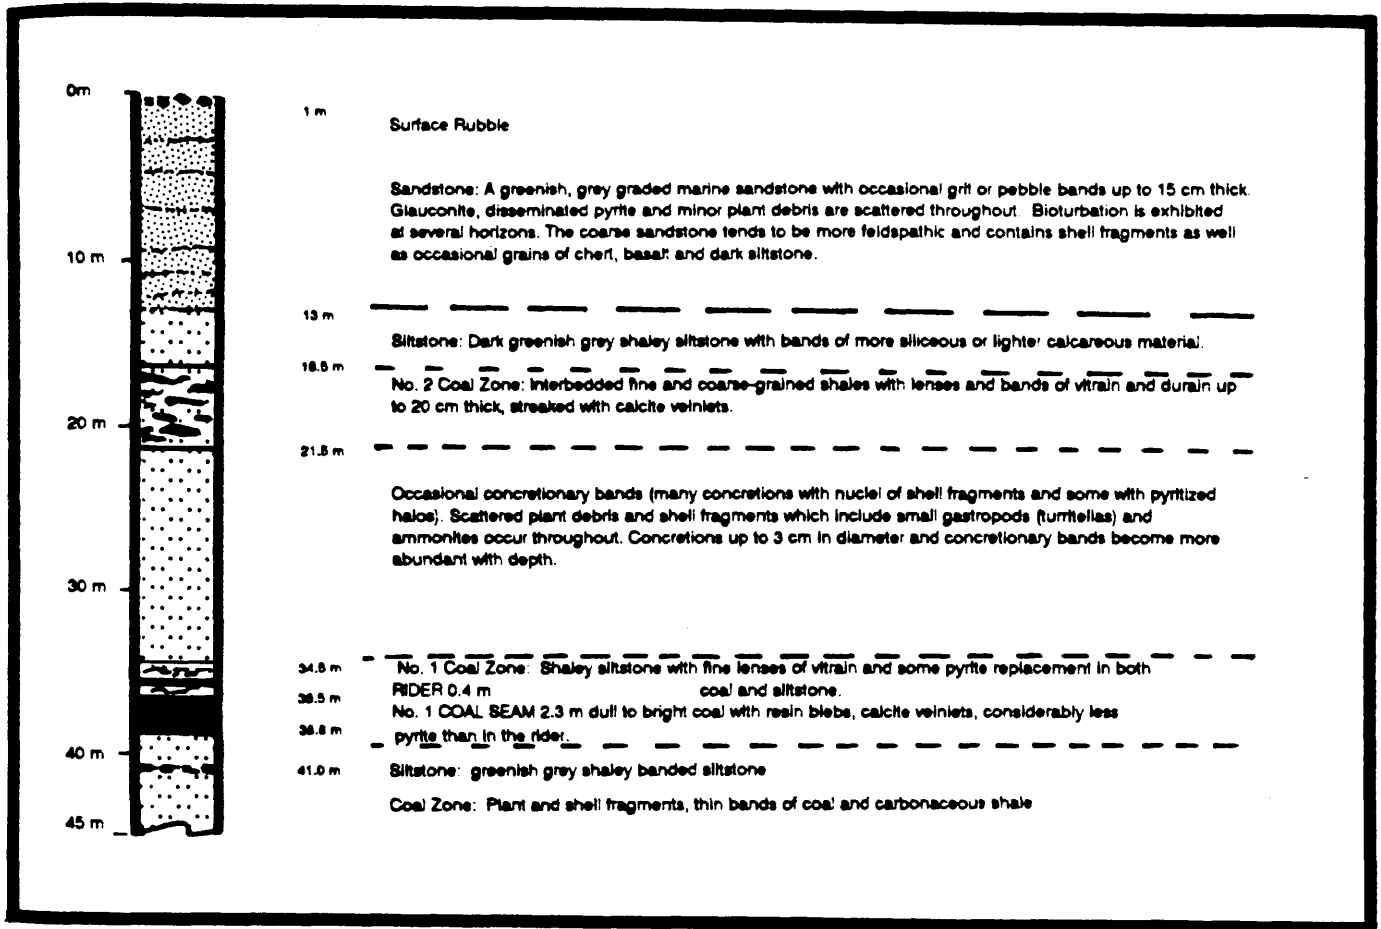 0m
1 m
Surface Rubble
Sandstone: A greenish, grey graded marine sandstone with occasional grit or pebble bands up to 15 cm thick.
Glauconite, disseminated pyrite and minor plant debris are scattered throughout. Bioturbation is exhibited
at several horizons. The coarse sandstone tends to be more feldspathic and contains shell fragments as well
as occasional grains of chert, basalt and dark siltstone.
10 m
13 m
Siltstone: Dark greenish grey shaley siltstone with bands of more siliceous or lighter calcareous material.
16.5 m
No. 2 Coal Zone: Interbedded fine and coarse-grained shales with lenses and bands of vitrain and durain up
to 20 cm thick, streaked with calcite veinlets.
20 m
21.5 m
Occasional concretionary bands (many concretions with nuclei of shell fragments and some with pyritized
halos). Scattered plant debris and shell fragments which include small gastropods (turritellas) and
ammonites occur throughout. Concretions up to 3 cm in diameter and concretionary bands become more
abundant with depth.
30 m
34.5 m
No. 1 Coal Zone: Shaley siltstone with fine lenses of vitrain and some pyrite replacement in both
RIDER 0.4 m coal and siltstone.
36.5 m
No. 1 COAL SEAM 2.3 m dull to bright coal with resin blebs, calcite veinlets, considerably less
38.8 m
pyrite than in the rider.
40 m
41.0 m
Siltstone: greenish grey shaley banded siltstone
Coal Zone: Plant and shell fragments, thin bands of coal and carbonaceous shale
45 m